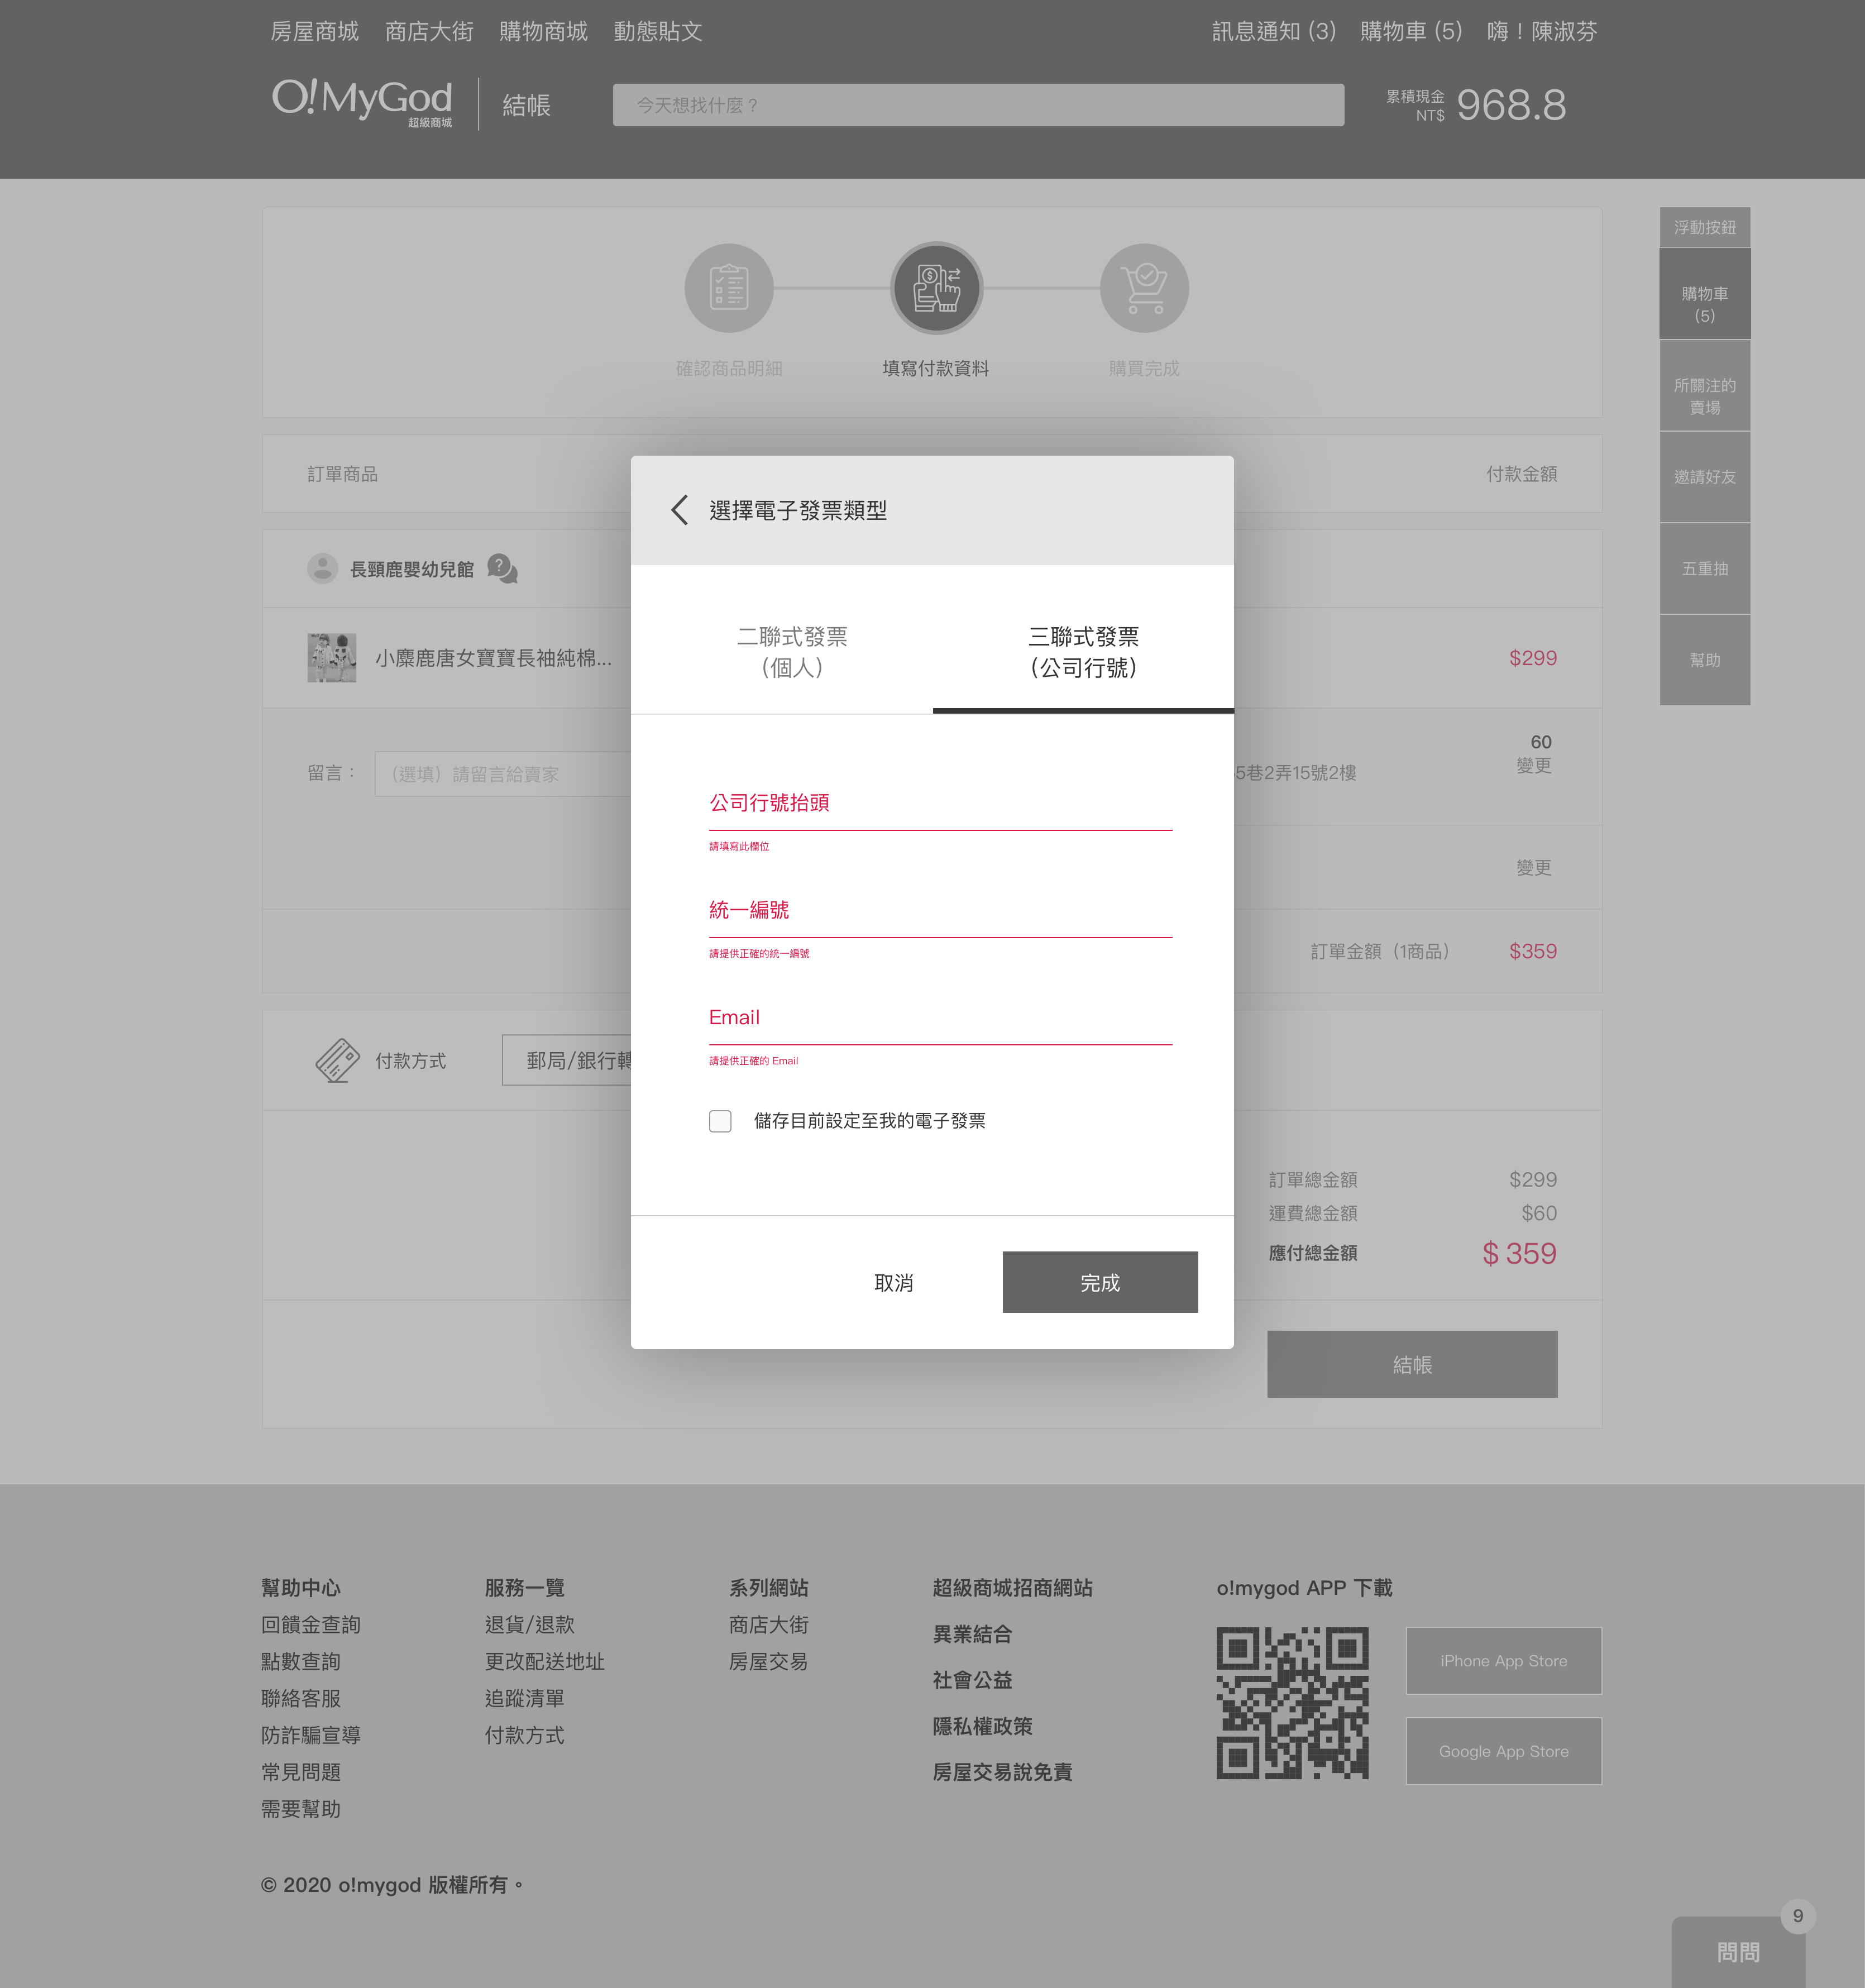 房屋商城 商店大街 購物商城 動態貼文
訊息通知 (3) 購物車 (5) 嗨！陳淑芬
O!MyGod
超級商城
結帳
今天想找什麼？
累積現金
NT$
968.8
浮動按鈕
購物車
(5)
所關注的
賣場
邀請好友
五重抽
幫助
確認商品明細
填寫付款資料
購買完成
訂單商品
付款金額
長頸鹿嬰幼兒館
小麋鹿唐女寶寶長袖純棉...
$299
留言：
（選填）請留言給賣家
5巷2弄15號2樓
60
變更
變更
訂單金額（1商品）
$359
付款方式
郵局/銀行轉
訂單總金額
$299
運費總金額
$60
應付總金額
$ 359
結帳
選擇電子發票類型
二聯式發票
（個人）
三聯式發票
（公司行號）
公司行號抬頭
請填寫此欄位
統一編號
請提供正確的統一編號
Email
請提供正確的 Email
儲存目前設定至我的電子發票
取消
完成
幫助中心
回饋金查詢
點數查詢
聯絡客服
防詐騙宣導
常見問題
需要幫助
服務一覽
退貨/退款
更改配送地址
追蹤清單
付款方式
系列網站
商店大街
房屋交易
超級商城招商網站
異業結合
社會公益
隱私權政策
房屋交易說免責
o!mygod APP 下載
iPhone App Store
Google App Store
© 2020 o!mygod 版權所有。
9
問問